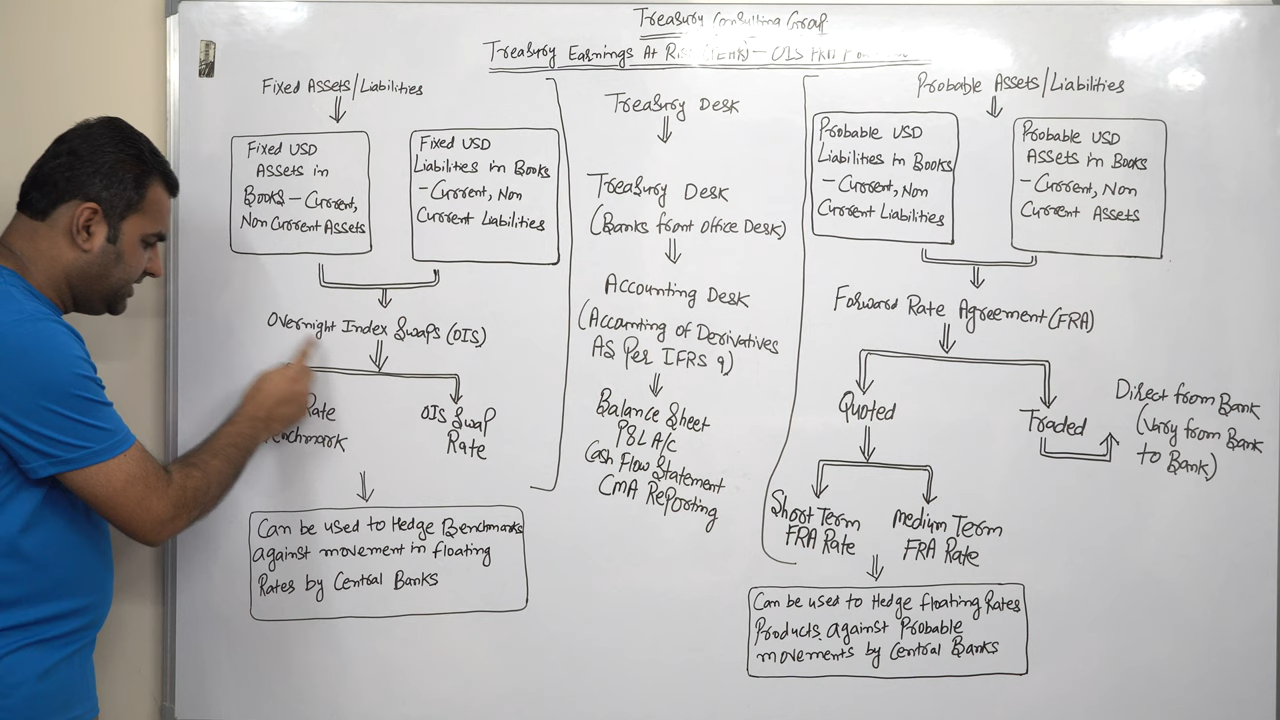 Treasury Consulting Group
Treasury Earnings At Risk (TEAR) - OIS FRA
Fixed Assets/Liabilities
Fixed USD
Assets in
Books - Current,
Non Current Assets
Fixed USD
Liabilities in Books
- Current, Non
Current Liabilities
Overnight Index Swaps (OIS)
Rate
OIS Swap
Rate
Can be used to Hedge Benchmarks
against movement in floating
Rates by Central Banks
Treasury Desk
Treasury Desk
(Banks front office Desk)
Accounting Desk
(Accounting of Derivatives
As Per IFRS 9)
Balance Sheet
P&L A/C
Cash Flow Statement
CMA Reporting
Probable Assets/Liabilities
Probable USD
Liabilities in Books
- Current, Non
Current Liabilities
Probable USD
Assets in Books
- Current, Non
Current Assets
Forward Rate Agreement (FRA)
Quoted
Traded
Direct from Bank
(Vary from Bank
to Bank)
Short Term
FRA Rate
Medium Term
FRA Rate
Can be used to Hedge floating Rates
Products against Probable
movements by Central Banks